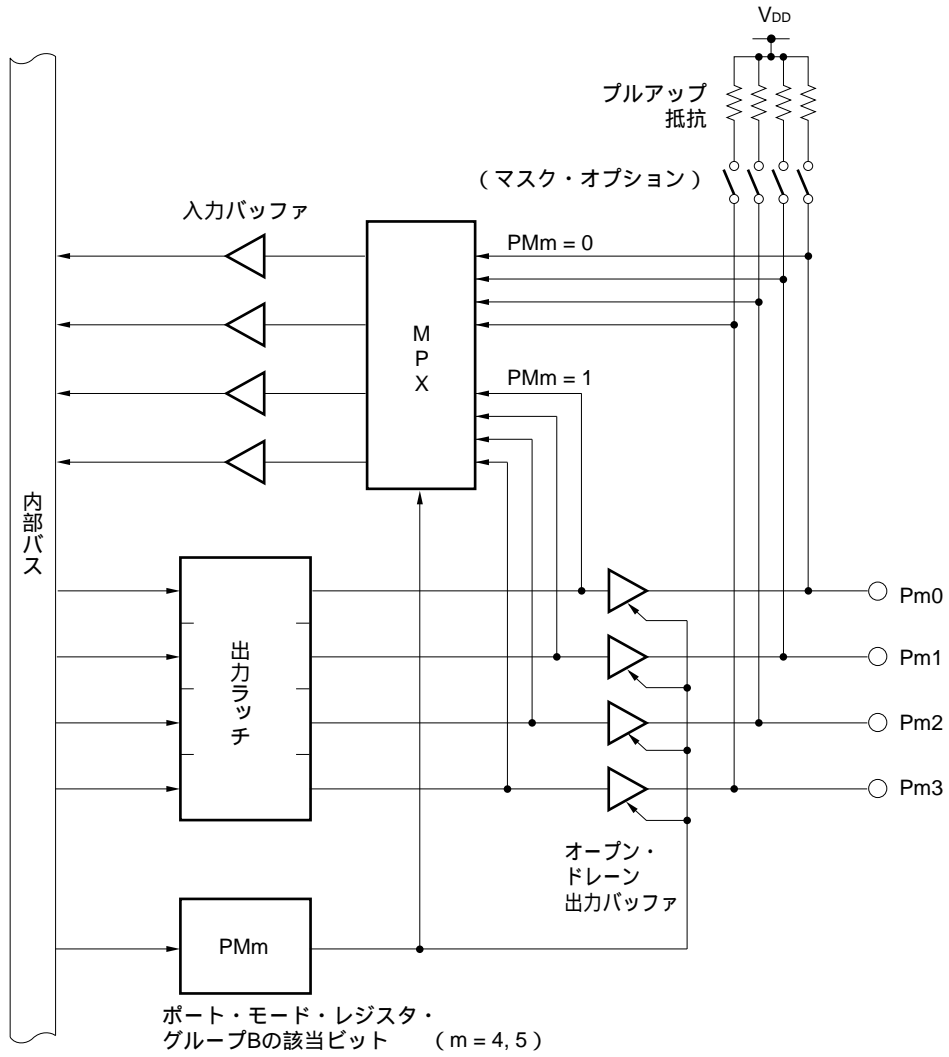 VDD
プルアップ
抵抗
（マスク・オプション）
入力バッファ
PMm = 0
M
P
X
PMm = 1
内部バス
出力ラッチ
Pm0
Pm1
Pm2
Pm3
オープン・
ドレーン
出力バッファ
PMm
ポート・モード・レジスタ・
グループBの該当ビット （m = 4, 5）